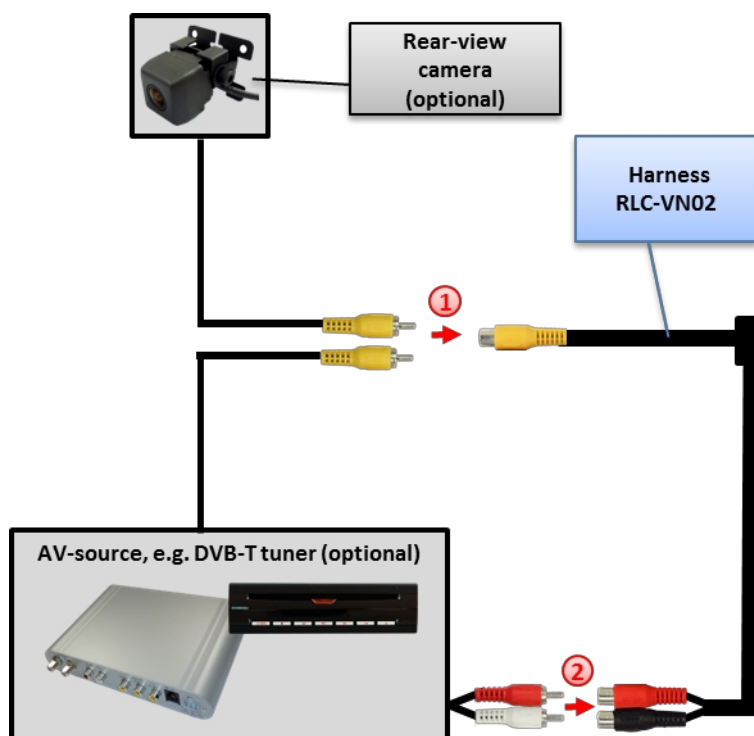 Rear-view
camera
(optional)
Harness
RLC-VN02
1
AV-source, e.g. DVB-T tuner (optional)
2